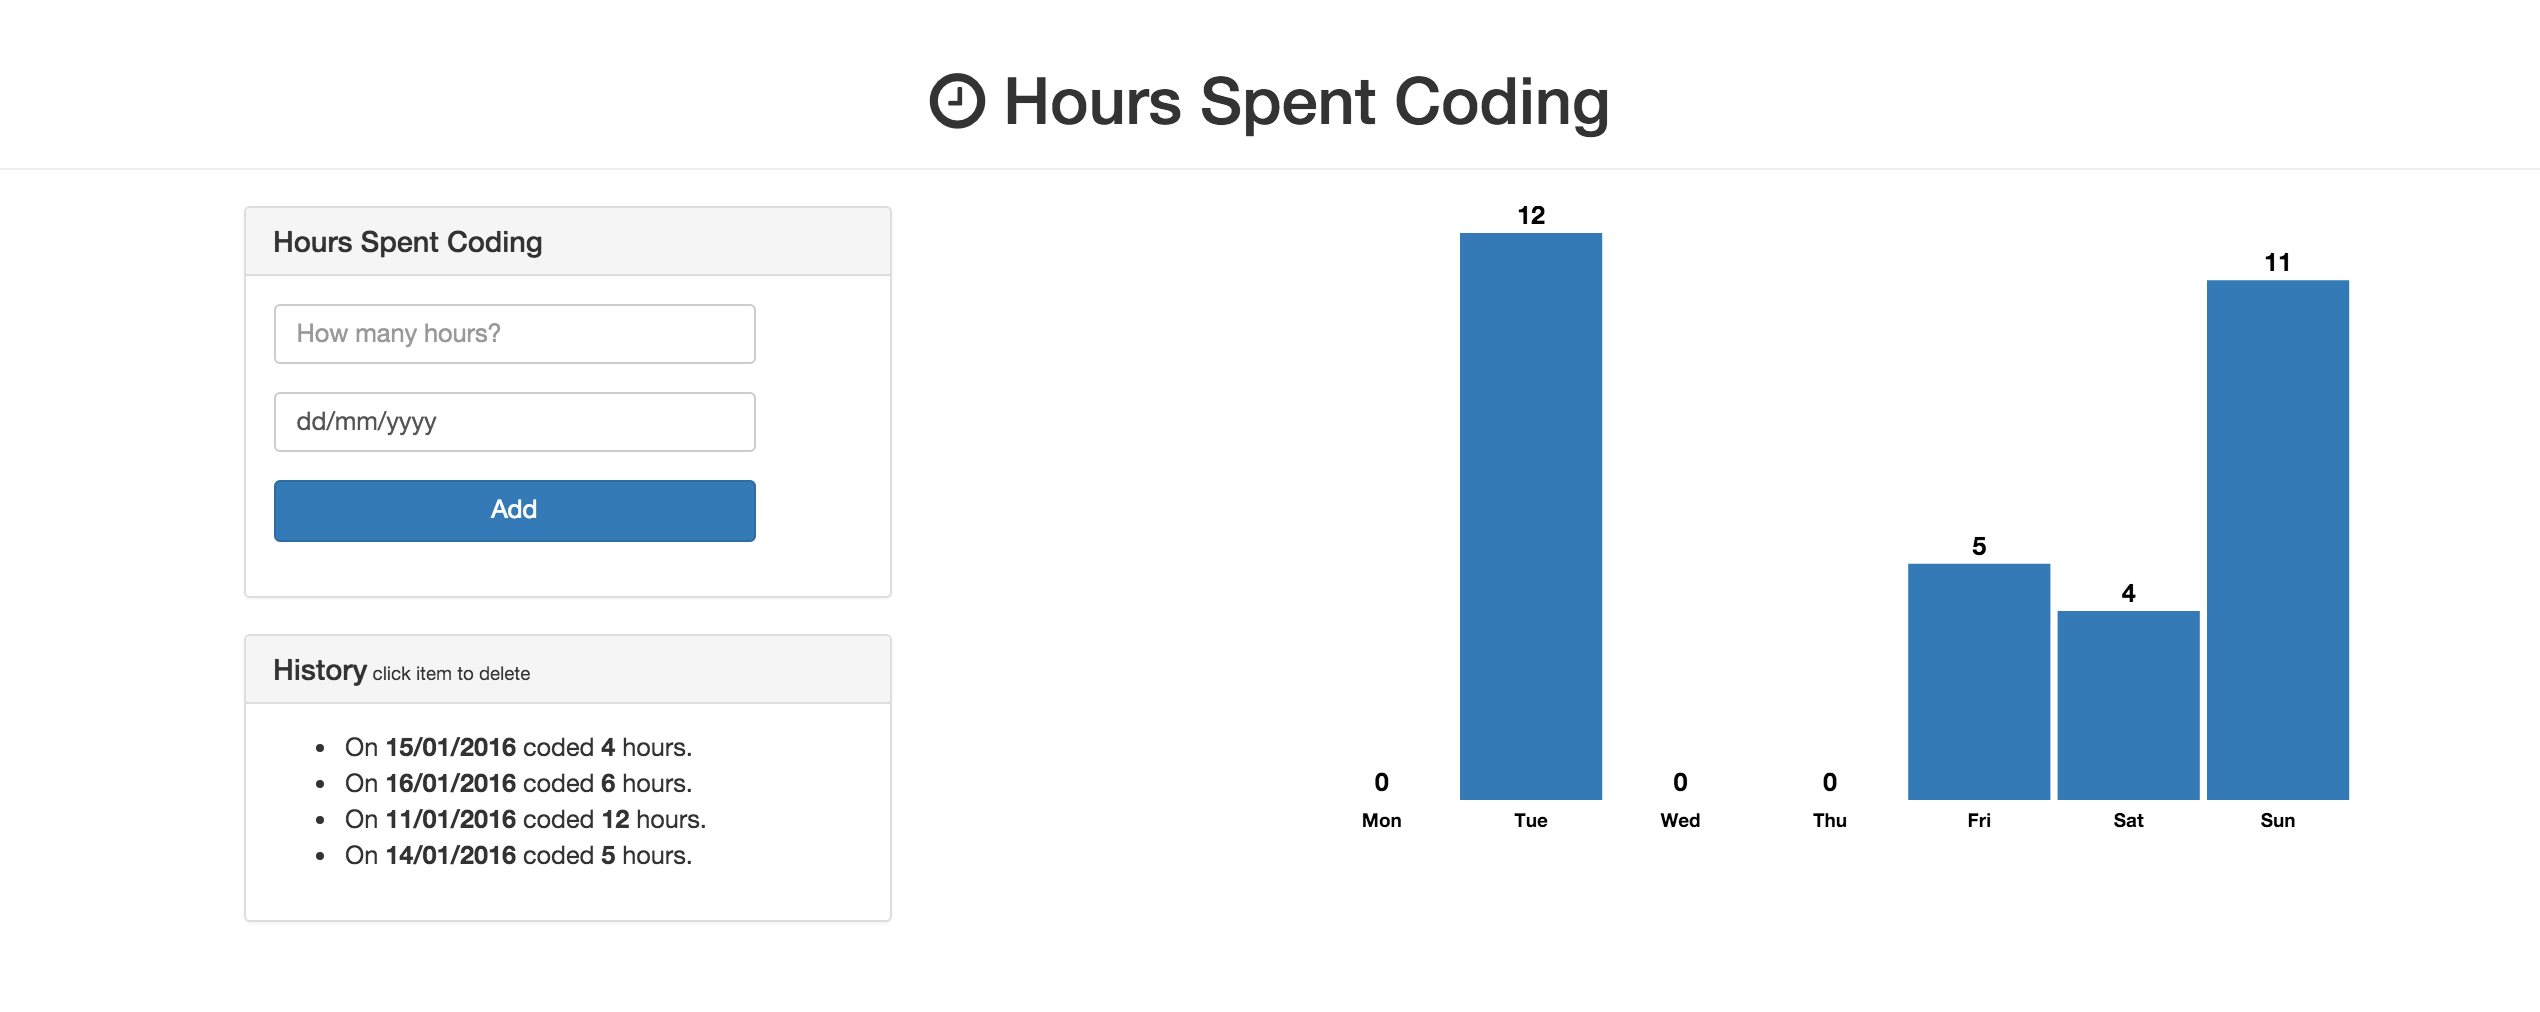 Hours Spent Coding
Hours Spent Coding
How many hours?
dd/mm/yyyy
Add
History click item to delete
On 15/01/2016 coded 4 hours.
On 16/01/2016 coded 6 hours.
On 11/01/2016 coded 12 hours.
On 14/01/2016 coded 5 hours.
12
11
5
4
0 0 0
Mon Tue Wed Thu Fri Sat Sun